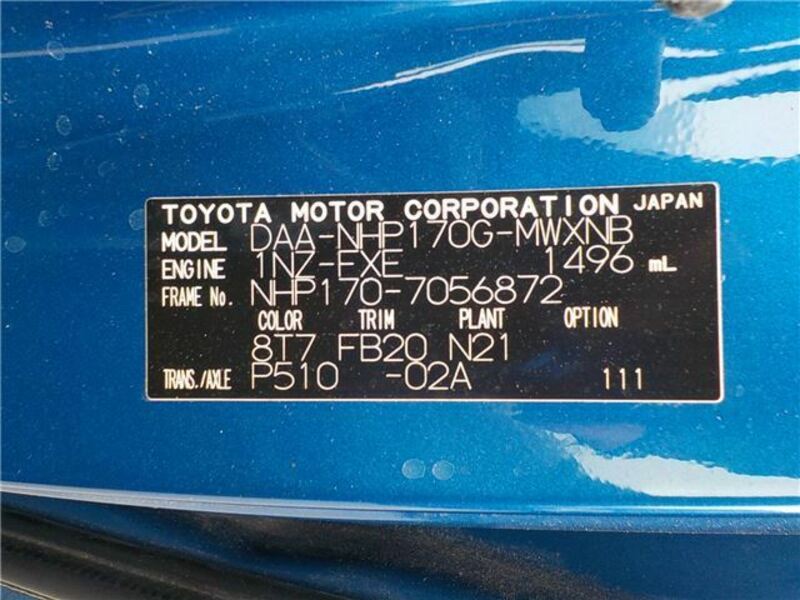 TOYOTA MOTOR CORPORATION JAPAN
MODEL DAA-NHP170G-MWXNB
ENGINE 1NZ-EXE 1496 mL
FRAME No. NHP170-7056872
COLOR TRIM PLANT OPTION
8T7 FB20 N21
TRANS./AXLE P510 -02A 111